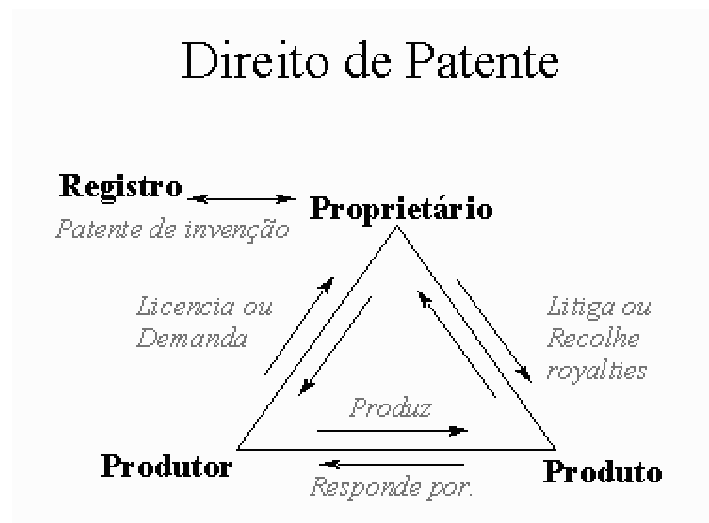 Direito de Patente
Registro
Proprietário
Patente de invenção
Licencia ou
Demanda
Litiga ou
Recolhe
royalties
Produz
Produtor
Produto
Responde por.